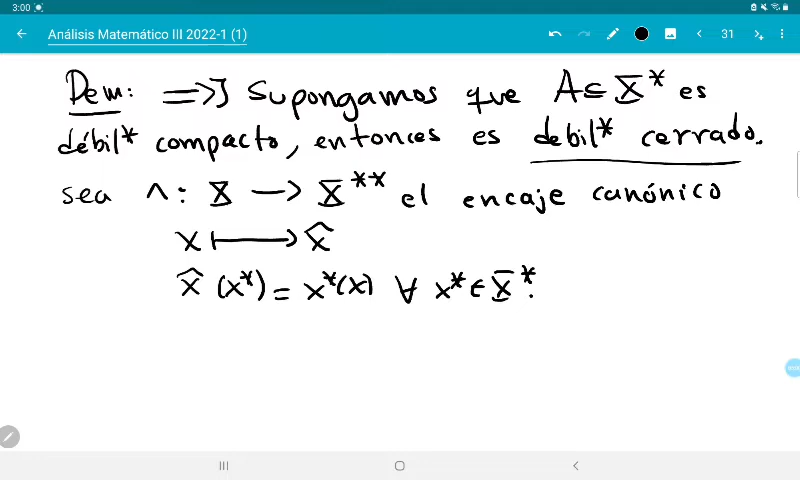 3:00
Análisis Matemático III 2022-1 (1)
31
Dem: =>] Supongamos que A⊆ X* es
débil* compacto, entonces es debil* cerrado.
sea ∧: X → X** el encaje canónico
x ↦ x̂
x̂ (x*) = x*(x) ∀ x* ∈ X*.